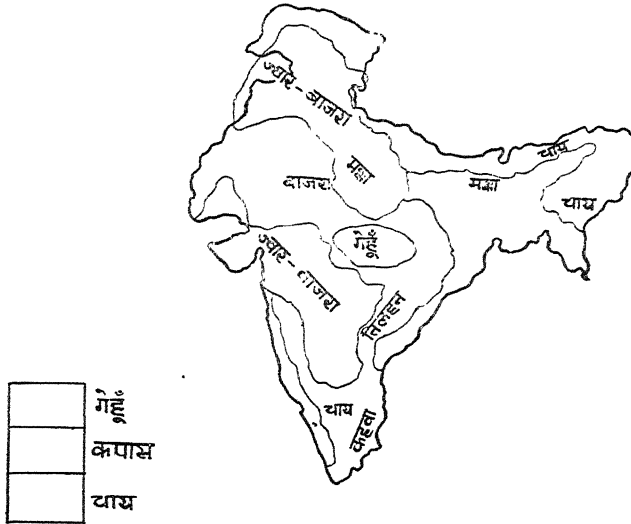 ज्वार-बाजरा
मक्का
बाजरा
चाय
मक्का
चाय
गेहूँ
ज्वार-बाजरा
तिलहन
चाय
कहवा
गेहूँ
कपास
चाय